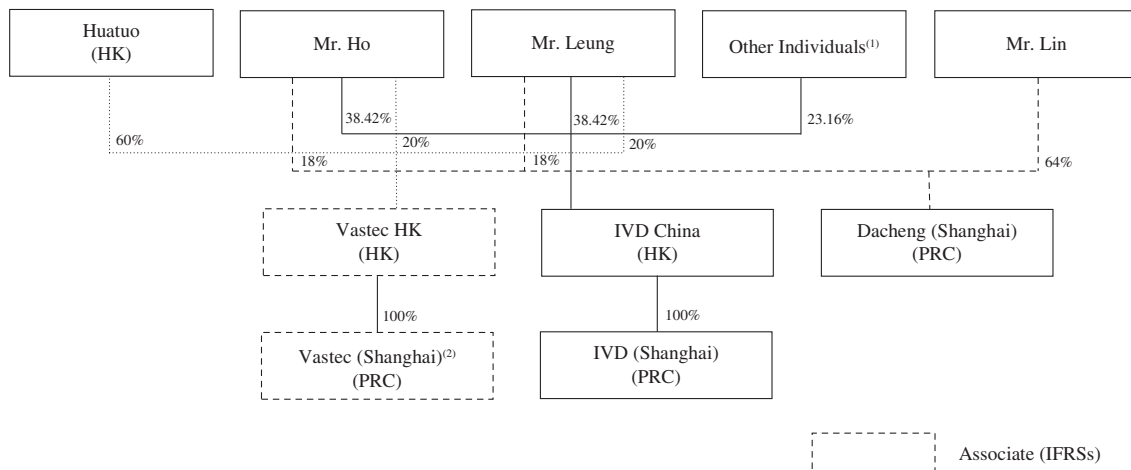 Huatuo
(HK)
Mr. Ho
Mr. Leung
Other Individuals(1)
Mr. Lin
38.42%
38.42%
23.16%
60%
20%
20%
18%
18%
64%
Vastec HK
(HK)
IVD China
(HK)
Dacheng (Shanghai)
(PRC)
100%
100%
Vastec (Shanghai)(2)
(PRC)
IVD (Shanghai)
(PRC)
Associate (IFRSs)